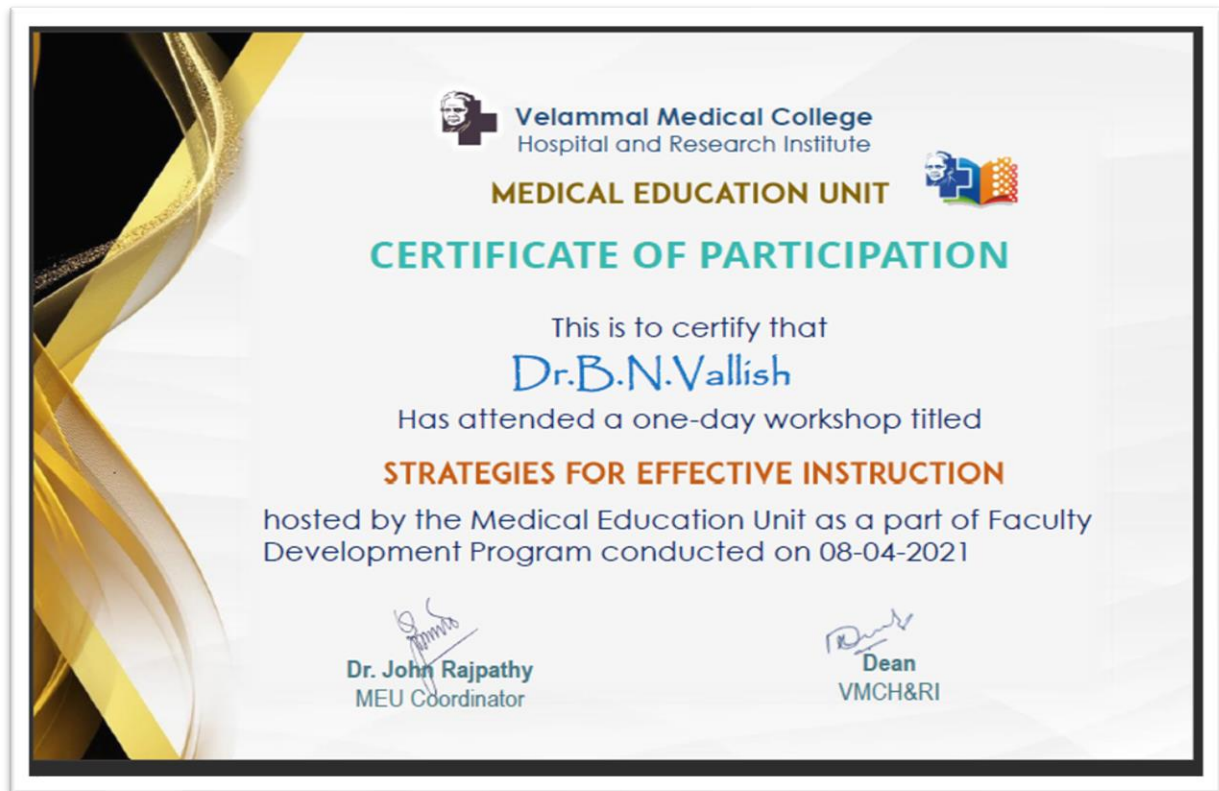 Velammal Medical College
Hospital and Research Institute
MEDICAL EDUCATION UNIT
CERTIFICATE OF PARTICIPATION
This is to certify that
Dr.B.N.Vallish
Has attended a one-day workshop titled
STRATEGIES FOR EFFECTIVE INSTRUCTION
hosted by the Medical Education Unit as a part of Faculty
Development Program conducted on 08-04-2021
Dr. John Rajpathy
MEU Coordinator
Dean
VMCH&RI